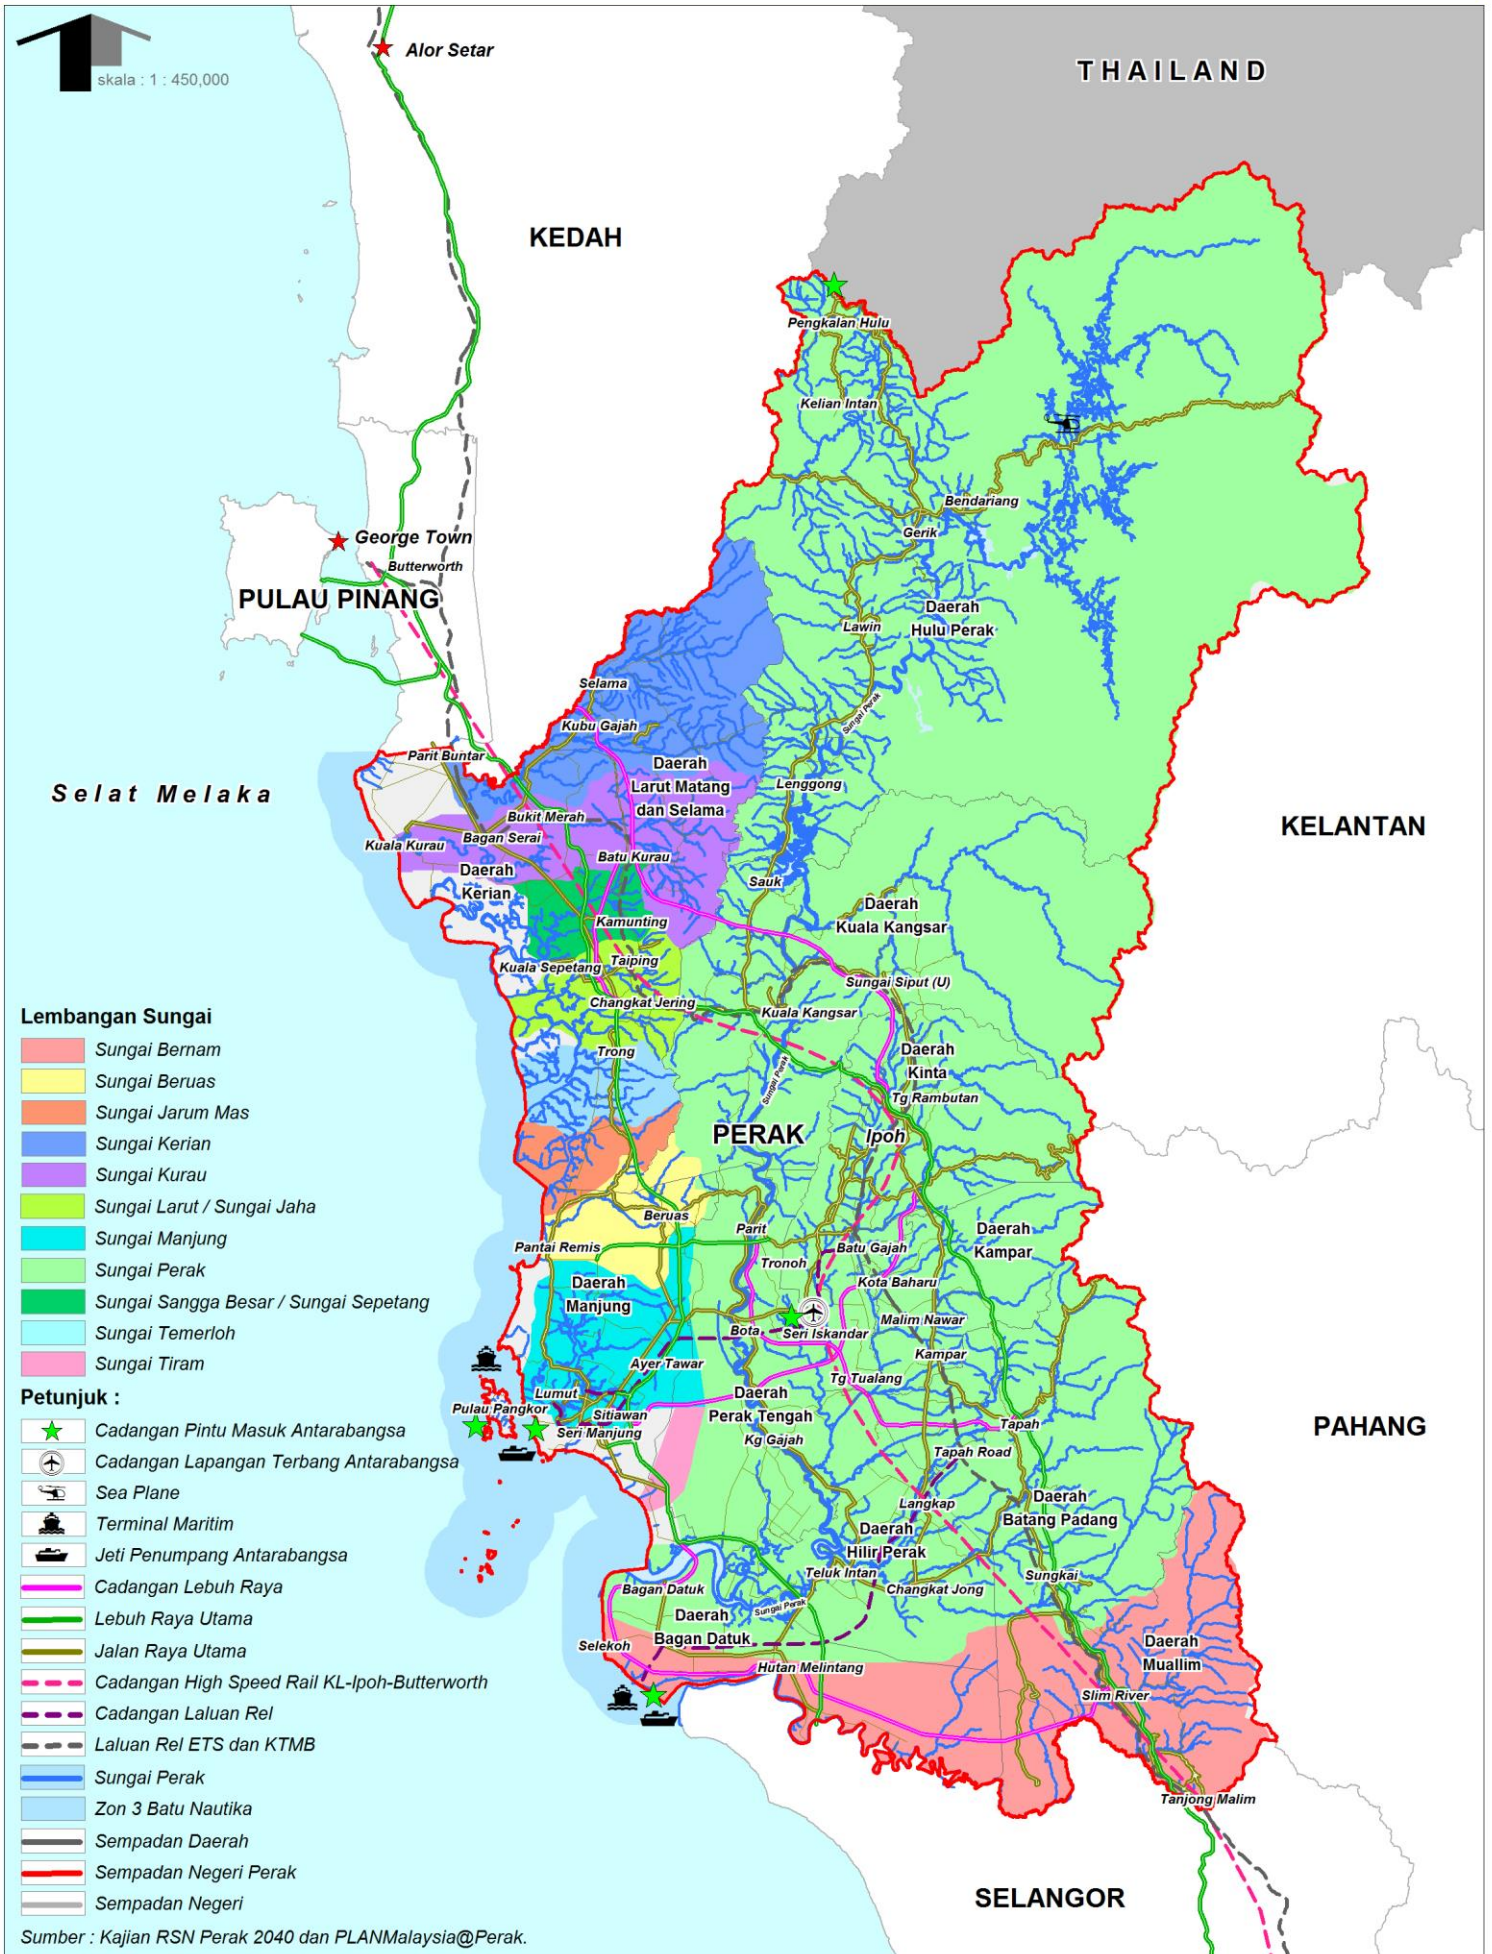 skala : 1 : 450,000
Alor Setar
THAILAND
KEDAH
Pengkalan Hulu
Kelian Intan
Bendariang
Gerik
George Town
Butterworth
PULAU PINANG
Daerah
Hulu Perak
Lawin
Selama
Sungai Perak
Kubu Gajah
Parit Buntar
Daerah
Larut Matang
dan Selama
Lenggong
Selat Melaka
Bukit Merah
Bagan Serai
Kuala Kurau
KELANTAN
Batu Kurau
Daerah
Kerian
Sauk
Daerah
Kuala Kangsar
Kamunting
Taiping
Kuala Sepetang
Sungai Siput (U)
Changkat Jering
Kuala Kangsar
Trong
Daerah
Kinta
Sungai Perak
Tg Rambutan
PERAK
Ipoh
Beruas
Parit
Daerah
Kampar
Pantai Remis
Batu Gajah
Tronoh
Daerah
Manjung
Kota Baharu
Malim Nawar
Bota
Seri Iskandar
Kampar
Ayer Tawar
Tg Tualang
Lumut
Daerah
Perak Tengah
Pulau Pangkor
Sitiawan
Seri Manjung
Tapah
PAHANG
Kg Gajah
Tapah Road
Daerah
Batang Padang
Langkap
Daerah
Hilir Perak
Teluk Intan
Sungkai
Changkat Jong
Bagan Datuk
Sungai Perak
Daerah
Bagan Datuk
Selekoh
Daerah
Muallim
Hutan Melintang
Slim River
Tanjong Malim
SELANGOR
Lembangan Sungai
Sungai Bernam
Sungai Beruas
Sungai Jarum Mas
Sungai Kerian
Sungai Kurau
Sungai Larut / Sungai Jaha
Sungai Manjung
Sungai Perak
Sungai Sangga Besar / Sungai Sepetang
Sungai Temerloh
Sungai Tiram
Petunjuk :
Cadangan Pintu Masuk Antarabangsa
Cadangan Lapangan Terbang Antarabangsa
Sea Plane
Terminal Maritim
Jeti Penumpang Antarabangsa
Cadangan Lebuh Raya
Lebuh Raya Utama
Jalan Raya Utama
Cadangan High Speed Rail KL-Ipoh-Butterworth
Cadangan Laluan Rel
Laluan Rel ETS dan KTMB
Sungai Perak
Zon 3 Batu Nautika
Sempadan Daerah
Sempadan Negeri Perak
Sempadan Negeri
Sumber : Kajian RSN Perak 2040 dan PLANMalaysia@Perak.